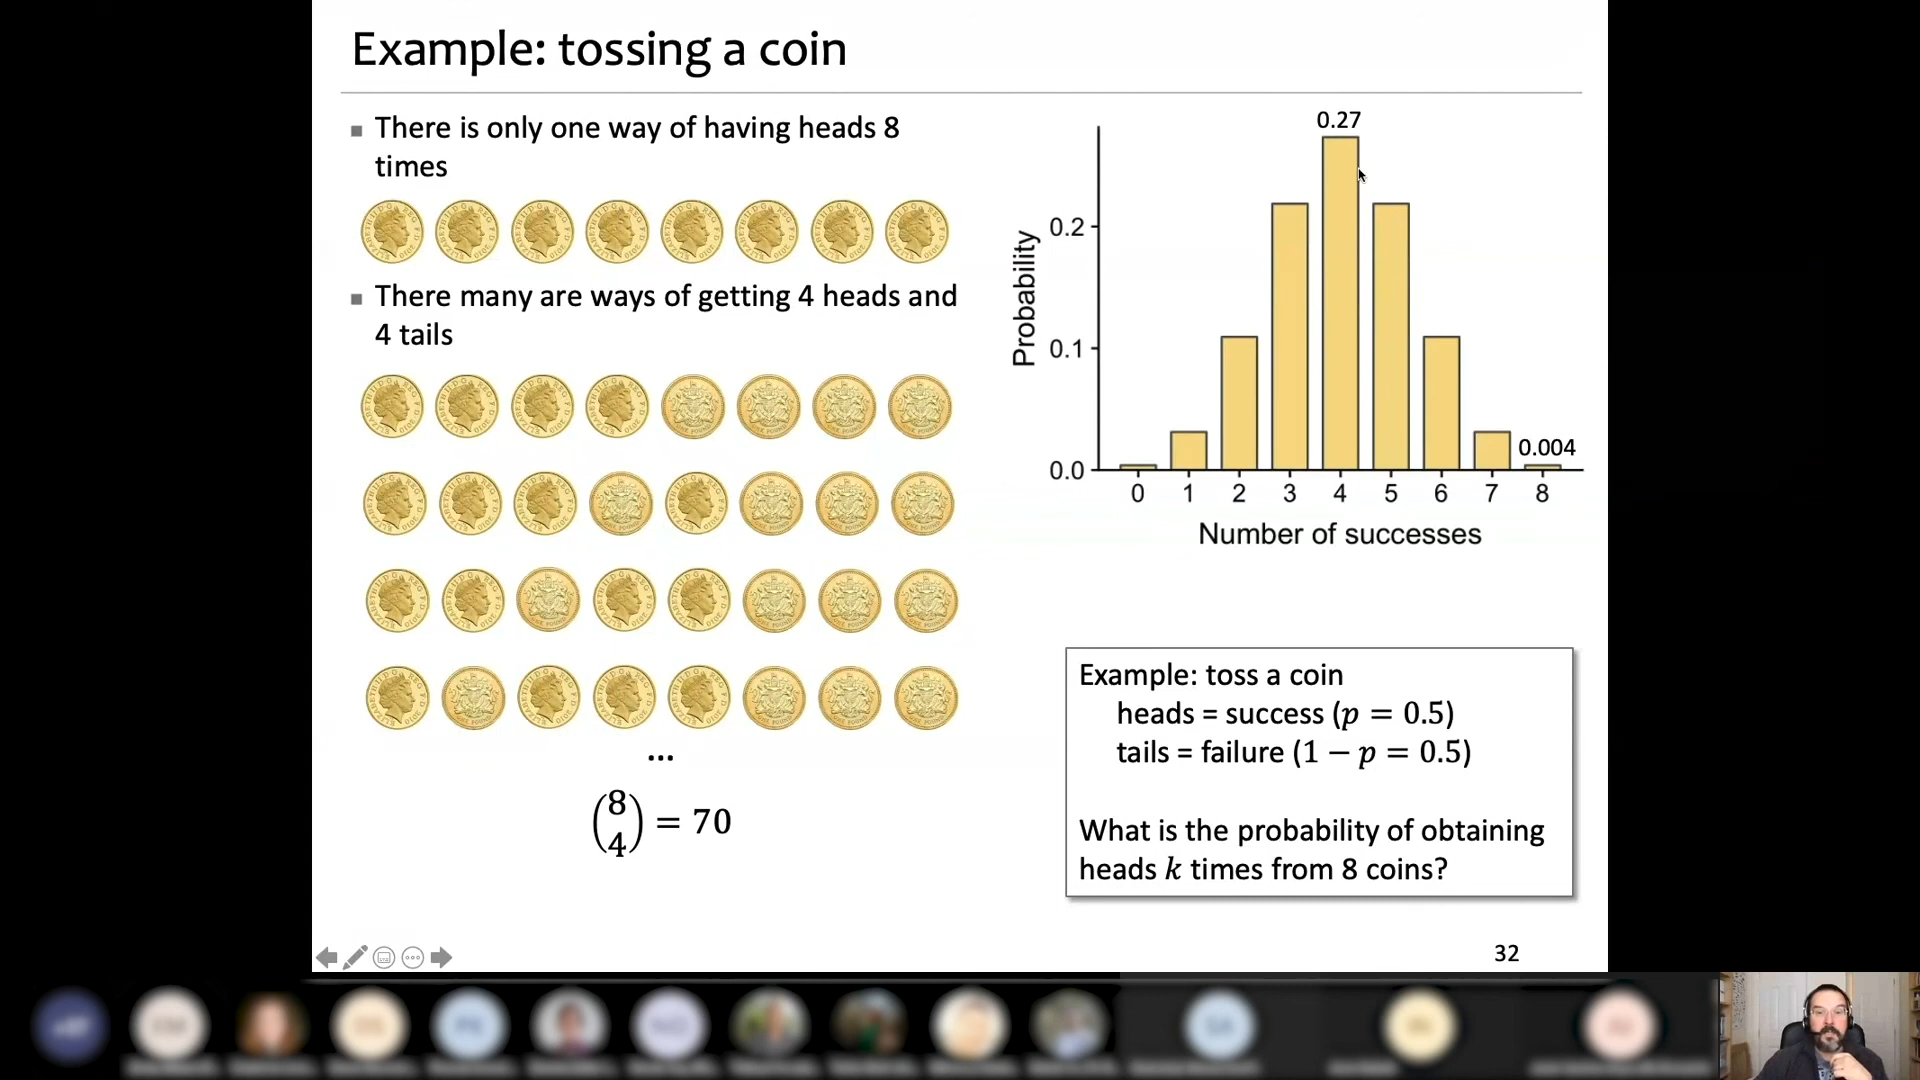 Example: tossing a coin
There is only one way of having heads 8
times
There many are ways of getting 4 heads and
4 tails
...
(8 4) = 70
0.27
0.2
0.1
0.0
0.004
0 1 2 3 4 5 6 7 8
Probability
Number of successes
Example: toss a coin
heads = success (p = 0.5)
tails = failure (1 − p = 0.5)
What is the probability of obtaining
heads k times from 8 coins?
32